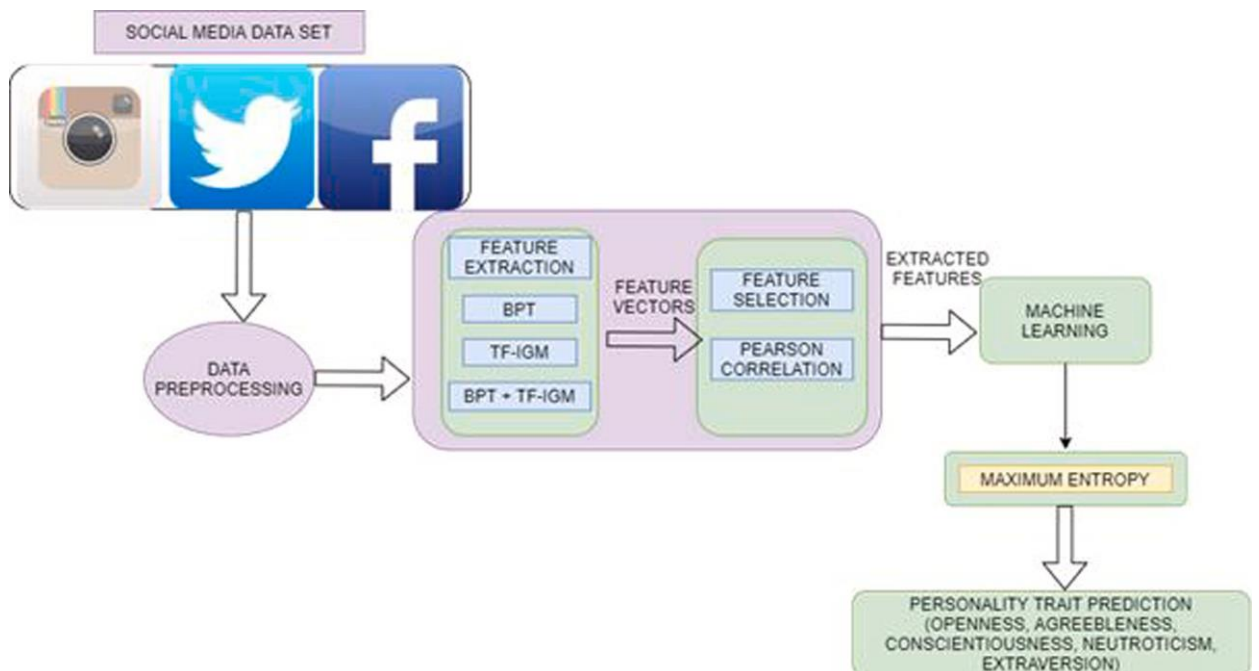 SOCIAL MEDIA DATA SET
FEATURE
EXTRACTION
BPT
TF-IGM
BPT + TF-IGM
FEATURE
VECTORS
FEATURE
SELECTION
PEARSON
CORRELATION
EXTRACTED
FEATURES
MACHINE
LEARNING
DATA
PREPROCESSING
MAXIMUM ENTROPY
PERSONALITY TRAIT PREDICTION
(OPENNESS, AGREEBLENESS,
CONSCIENTIOUSNESS, NEUTROTICISM,
EXTRAVERSION)